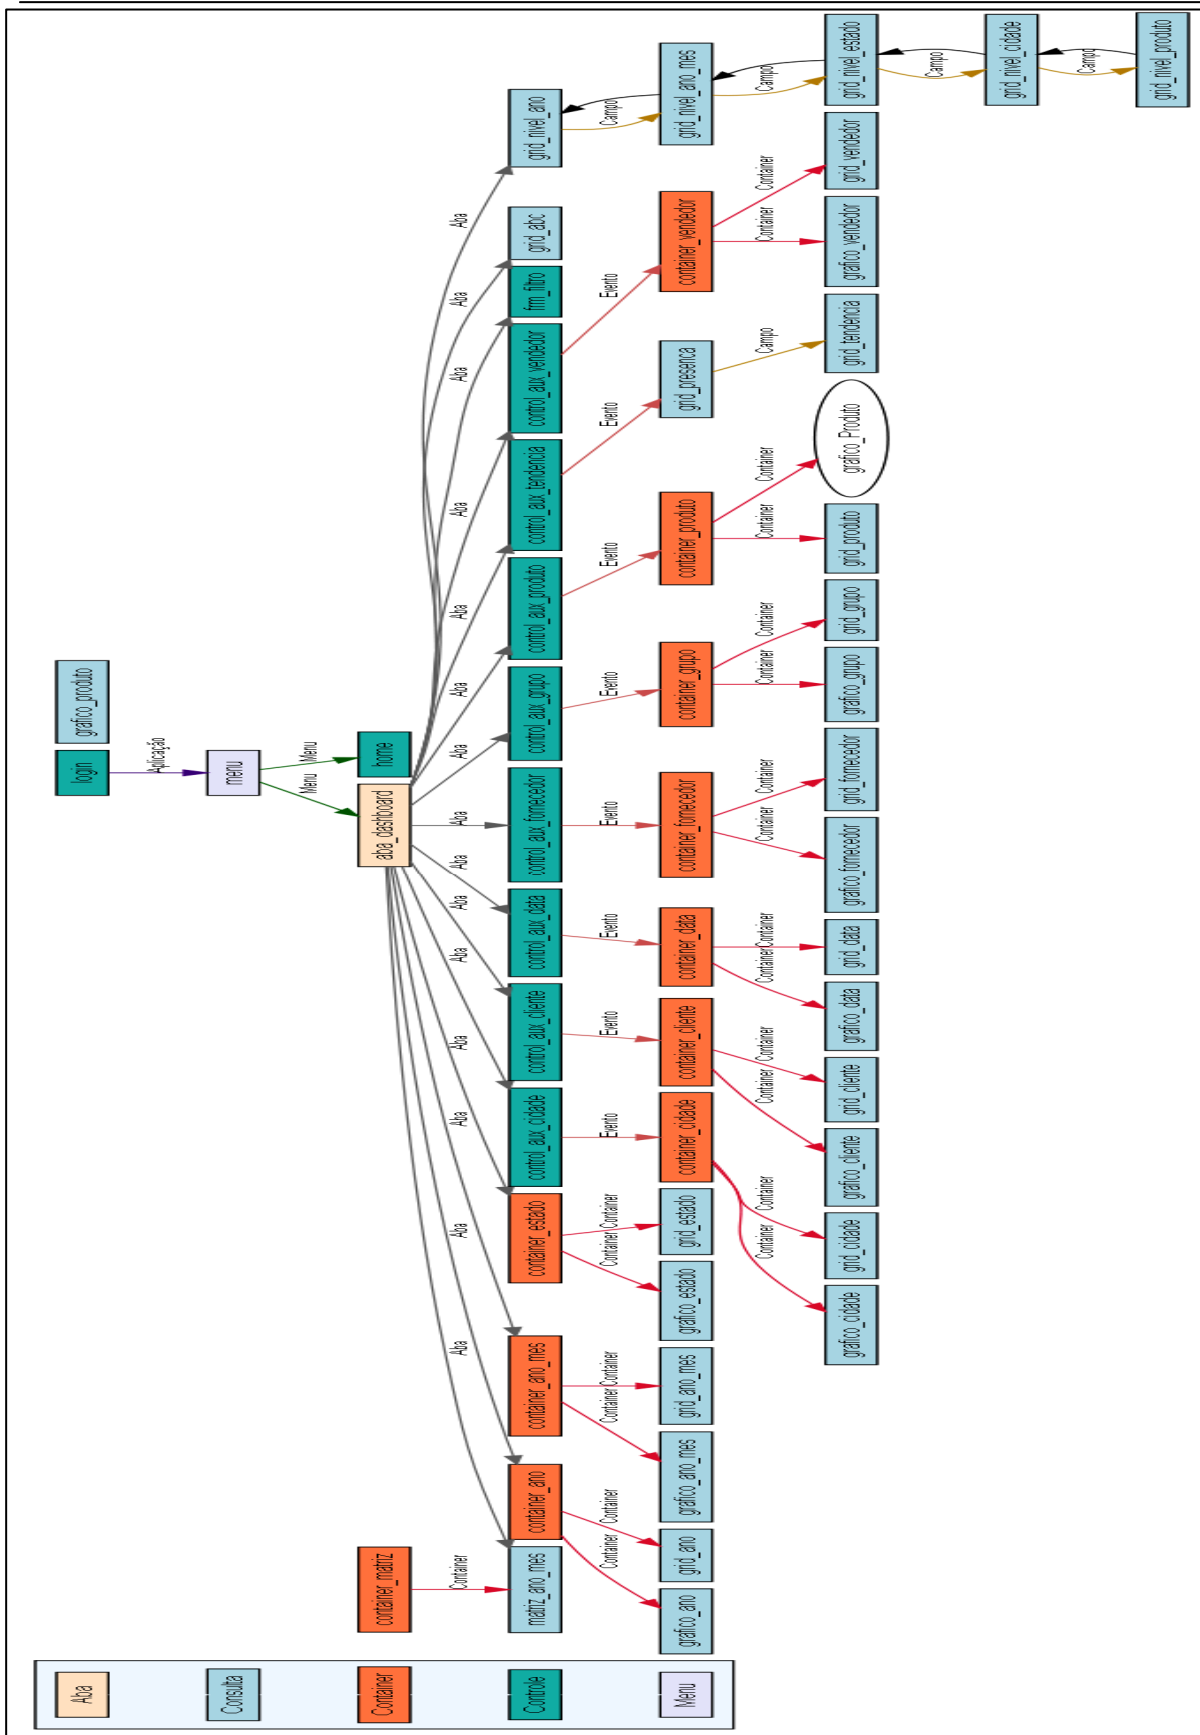 Aba
Consulta
Container
Controle
Menu
login
grafico_produto
Aplicação
menu
Menu
Menu
container_matriz
aba_dashboard
home
Container
Aba
Aba
Aba
Aba
Aba
Aba
Aba
Aba
Aba
Aba
Aba
Aba
Aba
matriz_ano_mes
container_ano
container_ano_mes
container_estado
control_aux_cidade
control_aux_cliente
control_aux_data
control_aux_fornecedor
control_aux_grupo
control_aux_produto
control_aux_tendencia
control_aux_vendedor
frm_filtro
grid_abc
grid_nivel_ano
Container
Container
Container
Container
Container
Container
Evento
Evento
Evento
Evento
Evento
Evento
Evento
Evento
Campo
grafico_ano
grid_ano
grafico_ano_mes
grid_ano_mes
grafico_estado
grid_estado
container_cidade
container_cliente
container_data
container_fornecedor
container_grupo
container_produto
grid_presenca
container_vendedor
grid_nivel_ano_mes
Container
Container
Container
Container
Container
Container
Container
Container
Container
Container
Container
Container
Campo
Container
Container
Campo
grafico_cidade
grid_cidade
grafico_cliente
grid_cliente
grafico_data
grid_data
grafico_fornecedor
grid_fornecedor
grafico_grupo
grid_grupo
grid_produto
grafico_Produto
grid_tendencia
grafico_vendedor
grid_vendedor
grid_nivel_estado
Campo
grid_nivel_cidade
Campo
grid_nivel_produto